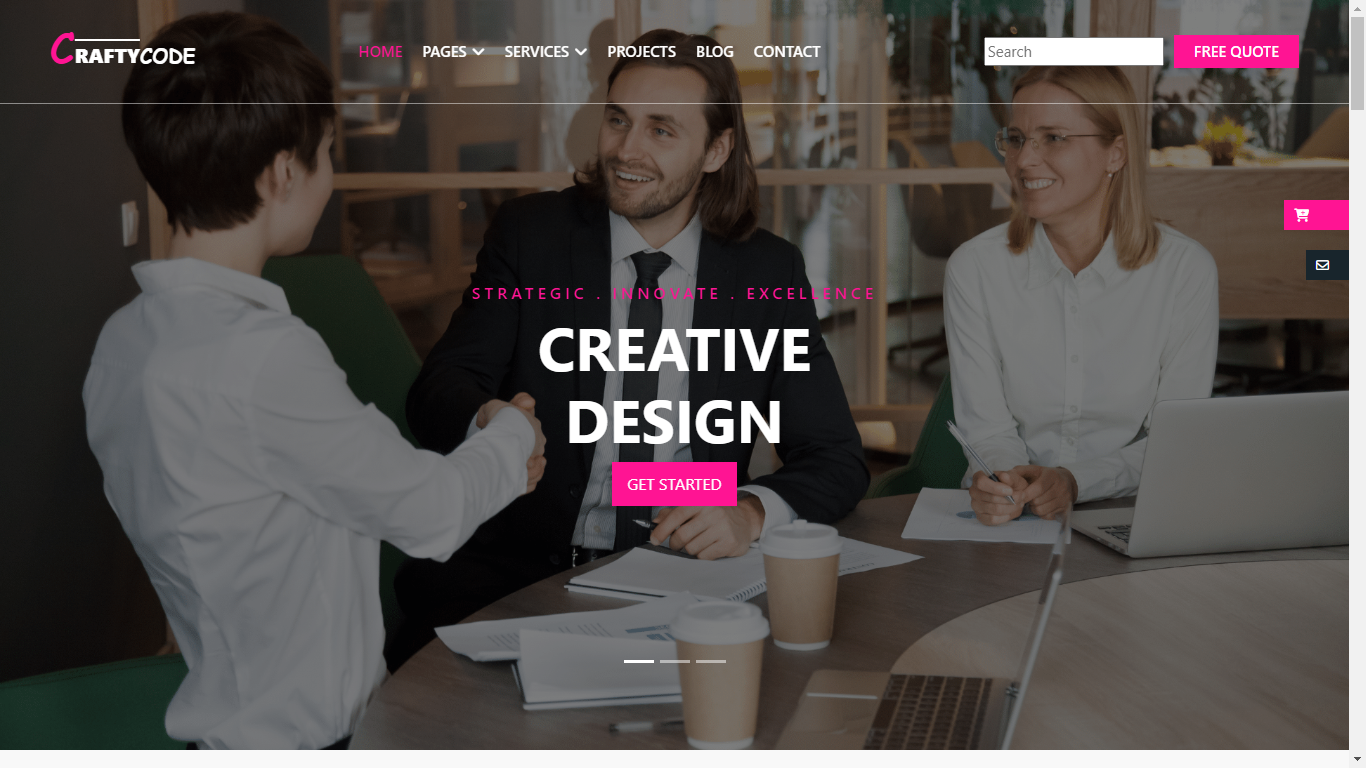 CRAFTYCODE
HOME PAGES SERVICES PROJECTS BLOG CONTACT
Search
FREE QUOTE
STRATEGIC . INNOVATE . EXCELLENCE
CREATIVE
DESIGN
GET STARTED